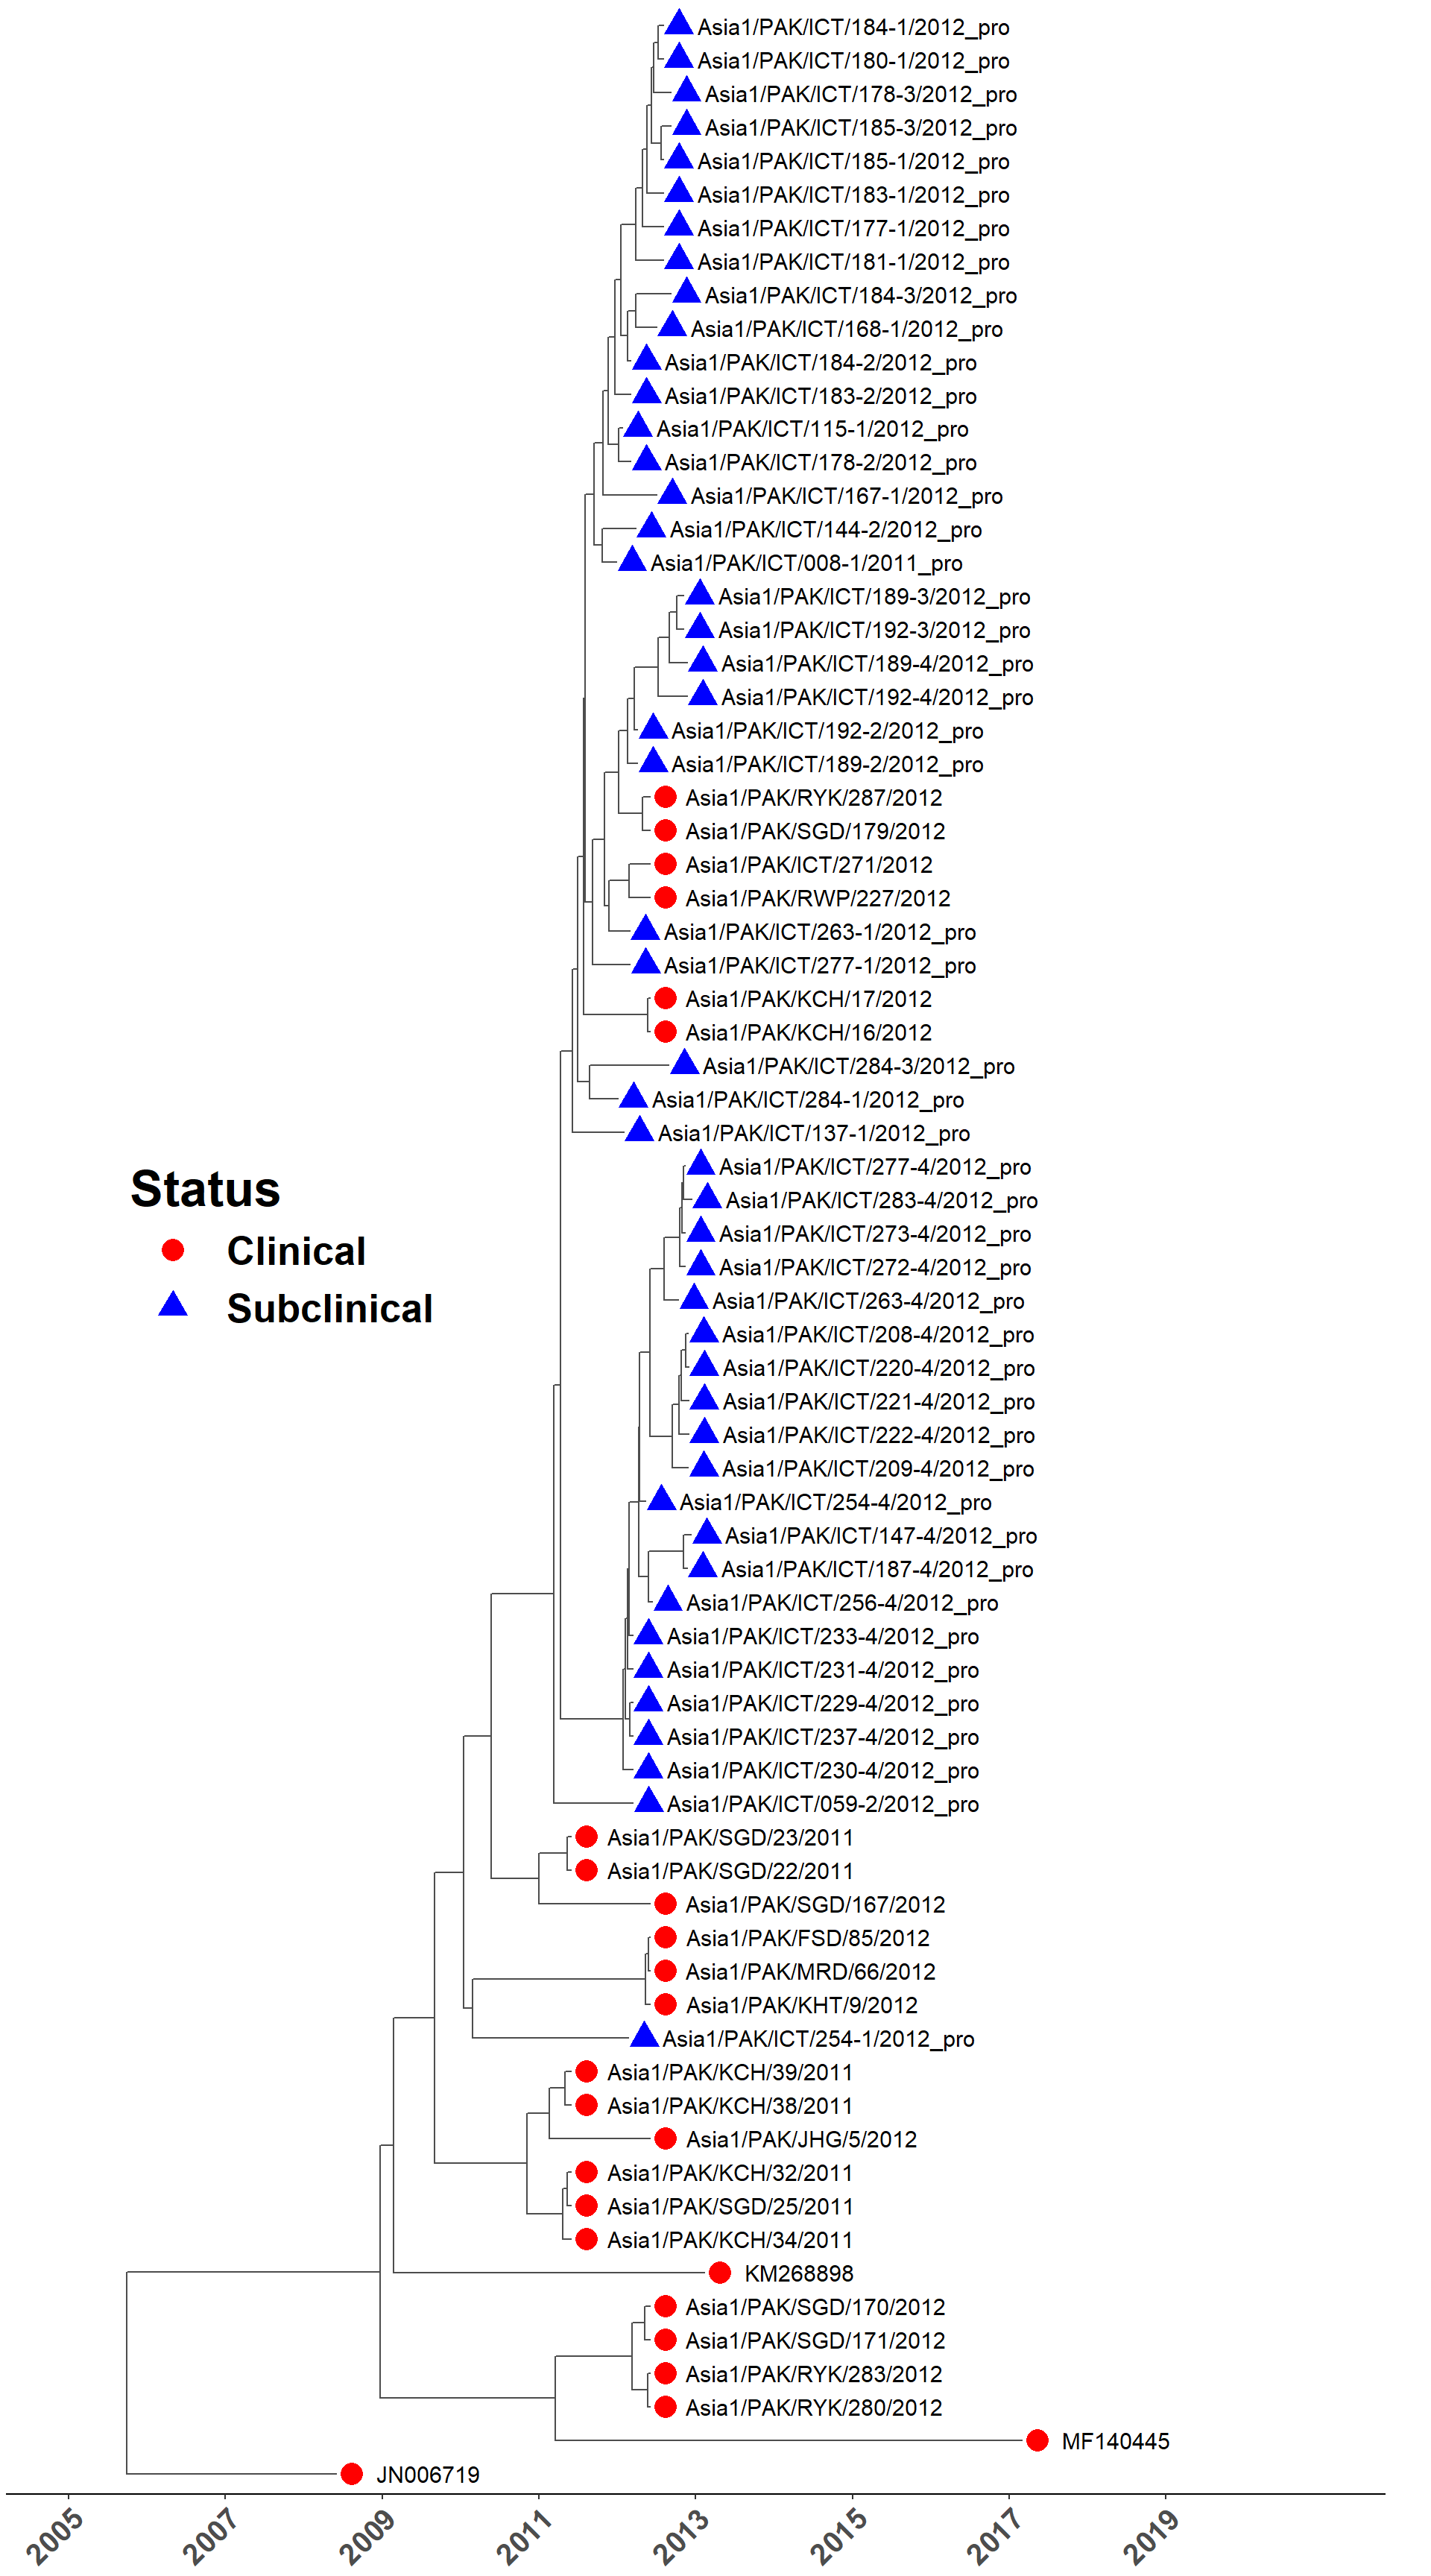 Asia1/PAK/ICT/184-1/2012_pro
Asia1/PAK/ICT/180-1/2012_pro
Asia1/PAK/ICT/178-3/2012_pro
Asia1/PAK/ICT/185-3/2012_pro
Asia1/PAK/ICT/185-1/2012_pro
Asia1/PAK/ICT/183-1/2012_pro
Asia1/PAK/ICT/177-1/2012_pro
Asia1/PAK/ICT/181-1/2012_pro
Asia1/PAK/ICT/184-3/2012_pro
Asia1/PAK/ICT/168-1/2012_pro
Asia1/PAK/ICT/184-2/2012_pro
Asia1/PAK/ICT/183-2/2012_pro
Asia1/PAK/ICT/115-1/2012_pro
Asia1/PAK/ICT/178-2/2012_pro
Asia1/PAK/ICT/167-1/2012_pro
Asia1/PAK/ICT/144-2/2012_pro
Asia1/PAK/ICT/008-1/2011_pro
Asia1/PAK/ICT/189-3/2012_pro
Asia1/PAK/ICT/192-3/2012_pro
Asia1/PAK/ICT/189-4/2012_pro
Asia1/PAK/ICT/192-4/2012_pro
Asia1/PAK/ICT/192-2/2012_pro
Asia1/PAK/ICT/189-2/2012_pro
Asia1/PAK/RYK/287/2012
Asia1/PAK/SGD/179/2012
Asia1/PAK/ICT/271/2012
Asia1/PAK/RWP/227/2012
Asia1/PAK/ICT/263-1/2012_pro
Asia1/PAK/ICT/277-1/2012_pro
Asia1/PAK/KCH/17/2012
Asia1/PAK/KCH/16/2012
Asia1/PAK/ICT/284-3/2012_pro
Asia1/PAK/ICT/284-1/2012_pro
Asia1/PAK/ICT/137-1/2012_pro
Asia1/PAK/ICT/277-4/2012_pro
Asia1/PAK/ICT/283-4/2012_pro
Asia1/PAK/ICT/273-4/2012_pro
Asia1/PAK/ICT/272-4/2012_pro
Asia1/PAK/ICT/263-4/2012_pro
Asia1/PAK/ICT/208-4/2012_pro
Asia1/PAK/ICT/220-4/2012_pro
Asia1/PAK/ICT/221-4/2012_pro
Asia1/PAK/ICT/222-4/2012_pro
Asia1/PAK/ICT/209-4/2012_pro
Asia1/PAK/ICT/254-4/2012_pro
Asia1/PAK/ICT/147-4/2012_pro
Asia1/PAK/ICT/187-4/2012_pro
Asia1/PAK/ICT/256-4/2012_pro
Asia1/PAK/ICT/233-4/2012_pro
Asia1/PAK/ICT/231-4/2012_pro
Asia1/PAK/ICT/229-4/2012_pro
Asia1/PAK/ICT/237-4/2012_pro
Asia1/PAK/ICT/230-4/2012_pro
Asia1/PAK/ICT/059-2/2012_pro
Asia1/PAK/SGD/23/2011
Asia1/PAK/SGD/22/2011
Asia1/PAK/SGD/167/2012
Asia1/PAK/FSD/85/2012
Asia1/PAK/MRD/66/2012
Asia1/PAK/KHT/9/2012
Asia1/PAK/ICT/254-1/2012_pro
Asia1/PAK/KCH/39/2011
Asia1/PAK/KCH/38/2011
Asia1/PAK/JHG/5/2012
Asia1/PAK/KCH/32/2011
Asia1/PAK/SGD/25/2011
Asia1/PAK/KCH/34/2011
KM268898
Asia1/PAK/SGD/170/2012
Asia1/PAK/SGD/171/2012
Asia1/PAK/RYK/283/2012
Asia1/PAK/RYK/280/2012
MF140445
JN006719
Status
Clinical
Subclinical
2005
2007
2009
2011
2013
2015
2017
2019